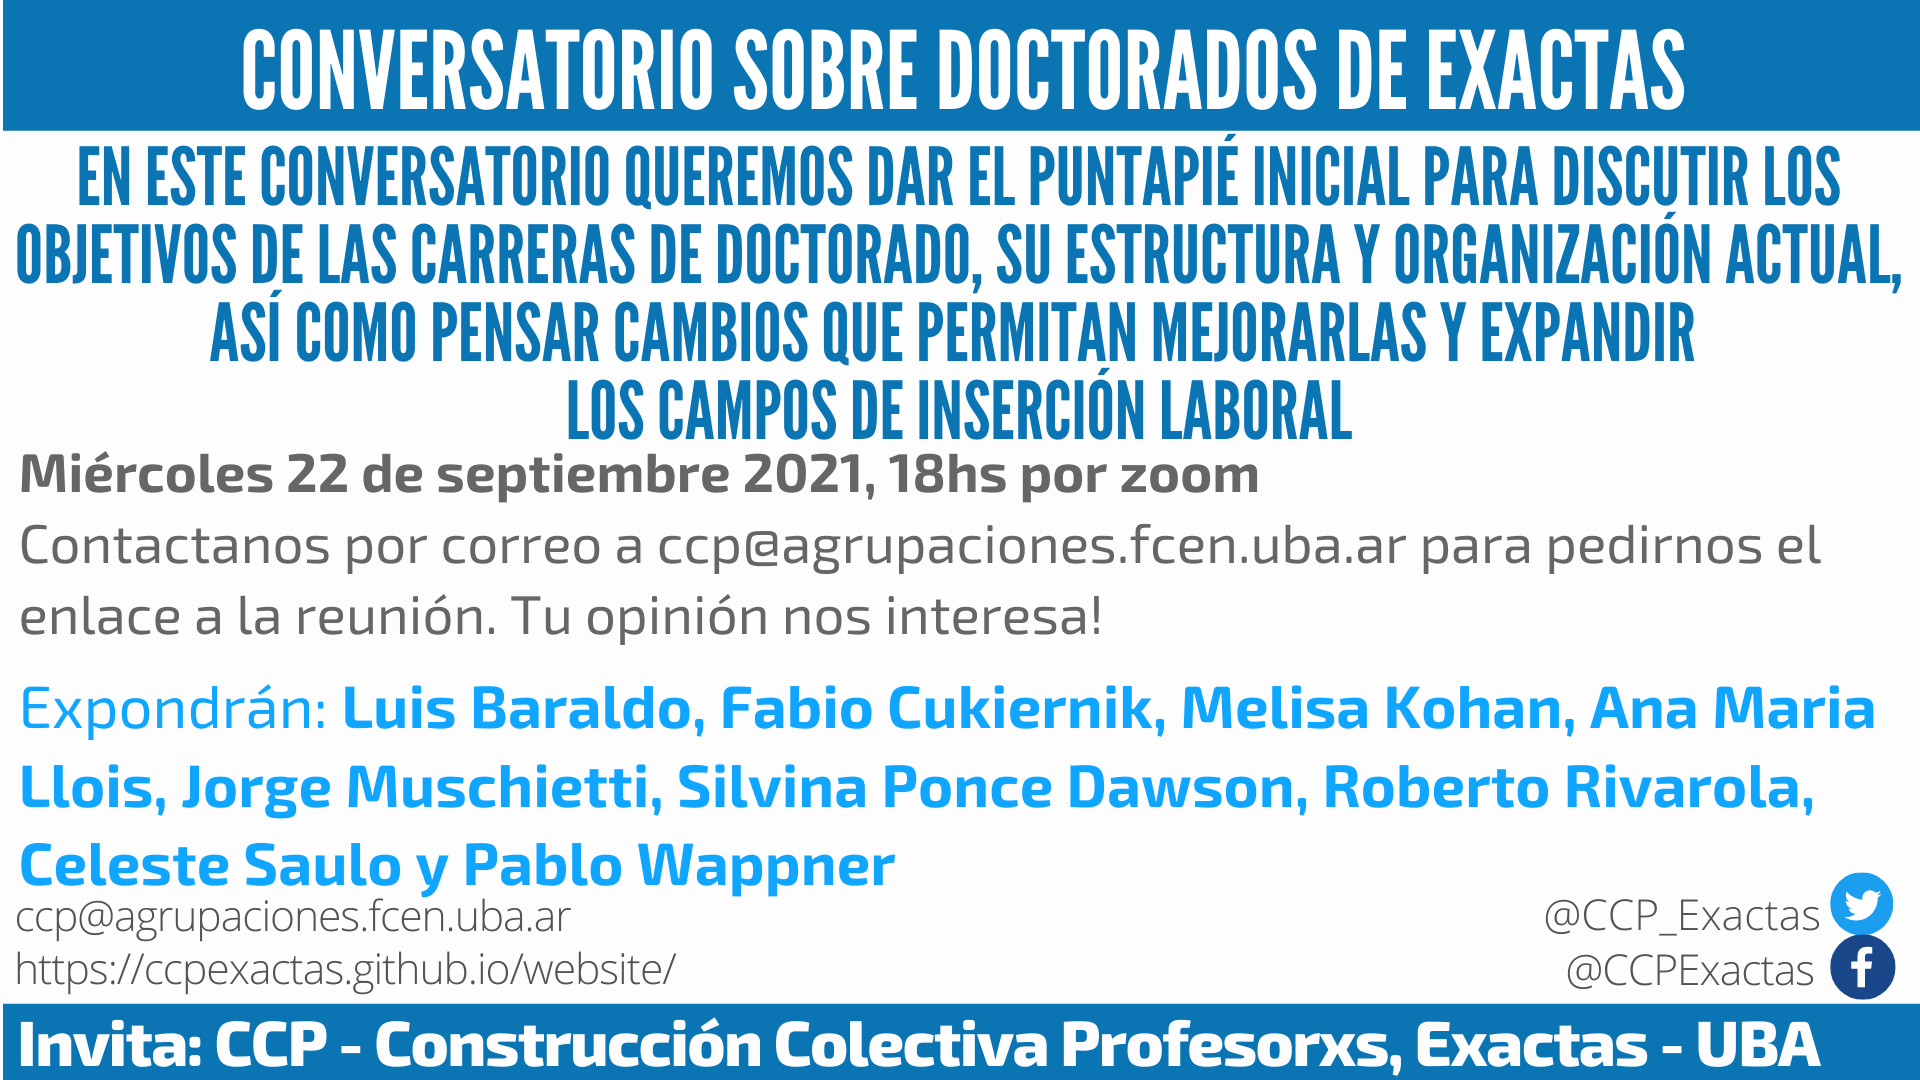 CONVERSATORIO SOBRE DOCTORADOS DE EXACTAS
EN ESTE CONVERSATORIO QUEREMOS DAR EL PUNTAPIÉ INICIAL PARA DISCUTIR LOS
OBJETIVOS DE LAS CARRERAS DE DOCTORADO, SU ESTRUCTURA Y ORGANIZACIÓN ACTUAL,
ASÍ COMO PENSAR CAMBIOS QUE PERMITAN MEJORARLAS Y EXPANDIR
LOS CAMPOS DE INSERCIÓN LABORAL
Miércoles 22 de septiembre 2021, 18hs por zoom
Contactanos por correo a ccp@agrupaciones.fcen.uba.ar para pedirnos el
enlace a la reunión. Tu opinión nos interesa!
Expondrán: Luis Baraldo, Fabio Cukiernik, Melisa Kohan, Ana Maria
Llois, Jorge Muschietti, Silvina Ponce Dawson, Roberto Rivarola,
Celeste Saulo y Pablo Wappner
ccp@agrupaciones.fcen.uba.ar
https://ccpexactas.github.io/website/
@CCP_Exactas
@CCPExactas
Invita: CCP - Construcción Colectiva Profesorxs, Exactas - UBA